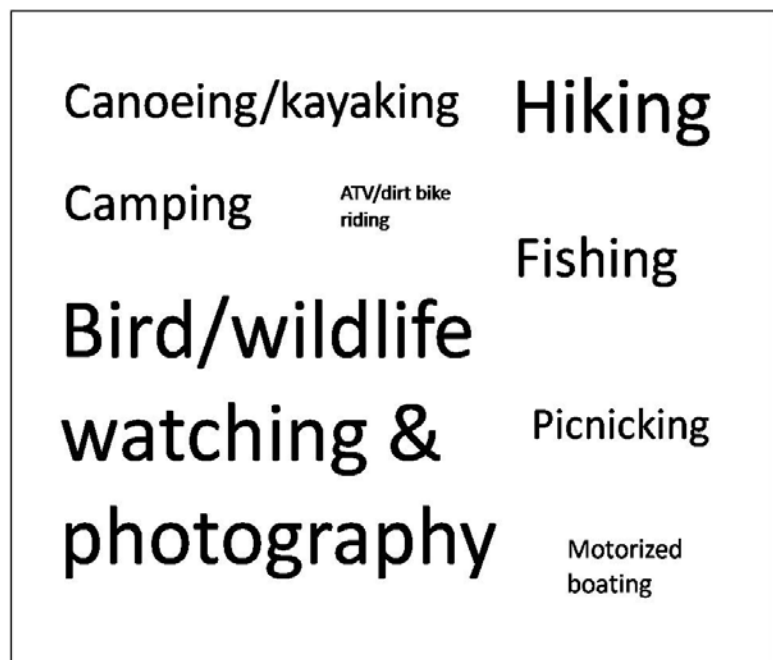 Canoeing/kayaking
Hiking
Camping
ATV/dirt bike
riding
Fishing
Bird/wildlife
watching &
photography
Picnicking
Motorized
boating